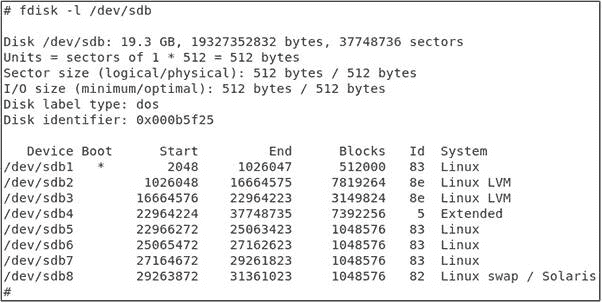 # fdisk -l /dev/sdb
Disk /dev/sdb: 19.3 GB, 19327352832 bytes, 37748736 sectors
Units = sectors of 1 * 512 = 512 bytes
Sector size (logical/physical): 512 bytes / 512 bytes
I/O size (minimum/optimal): 512 bytes / 512 bytes
Disk label type: dos
Disk identifier: 0x000b5f25
Device Boot Start End Blocks Id System
/dev/sdb1 * 2048 1026047 512000 83 Linux
/dev/sdb2 1026048 16664575 7819264 8e Linux LVM
/dev/sdb3 16664576 22964223 3149824 8e Linux LVM
/dev/sdb4 22964224 37748735 7392256 5 Extended
/dev/sdb5 22966272 25063423 1048576 83 Linux
/dev/sdb6 25065472 27162623 1048576 83 Linux
/dev/sdb7 27164672 29261823 1048576 83 Linux
/dev/sdb8 29263872 31361023 1048576 82 Linux swap / Solaris
#